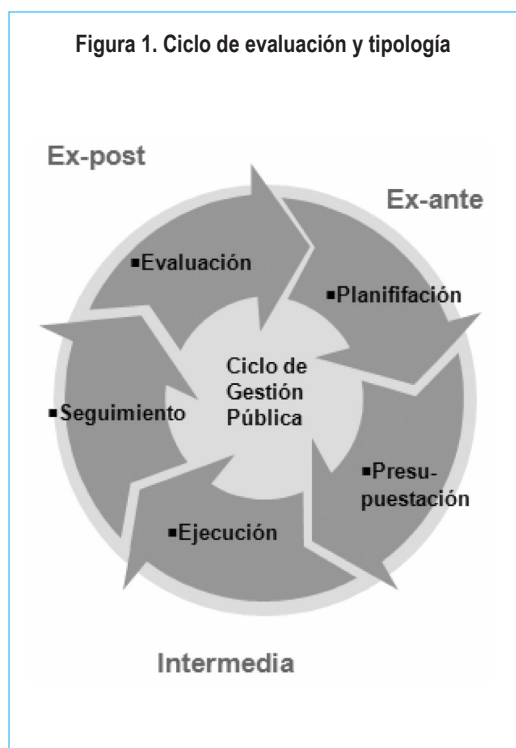 Figura 1. Ciclo de evaluación y tipología
Ex-post
Ex-ante
▪Evaluación
▪Planififación
Ciclo de
Gestión
Pública
▪Seguimiento
▪Presu-
puestación
▪Ejecución
Intermedia